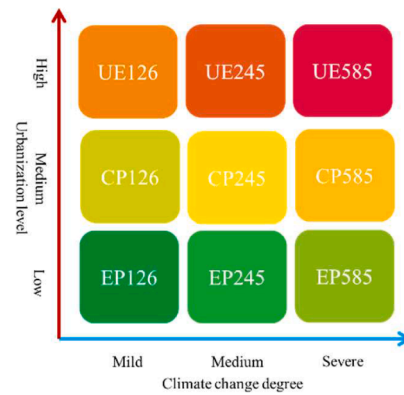 High
Medium
Low
Urbanization level
UE126 UE245 UE585
CP126 CP245 CP585
EP126 EP245 EP585
Mild Medium Severe
Climate change degree